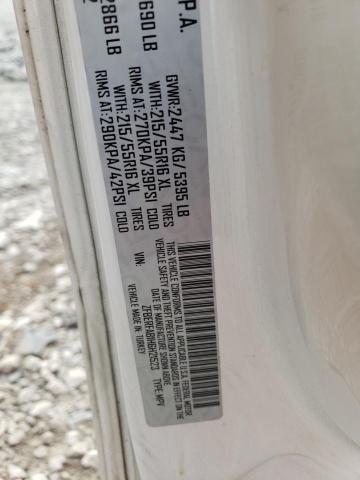 P.A.
GVWR:2447 KG/ 5395 LB
690 LB
WITH:215/55R16 XL TIRES
RIMS AT:270KPA/39PSI COLD
2866 LB
WITH:215/55R16 XL TIRES
RIMS AT:290KPA/42PSI COLD
THIS VEHICLE CONFORMS TO ALL APPLICABLE U.S.A. FEDERAL MOTOR
VEHICLE SAFETY AND THEFT PREVENTION STANDARDS IN EFFECT ON THE
DATE OF MANUFACTURE SHOWN ABOVE.
VIN: TYPE:MPV
MADE IN: TURKEY